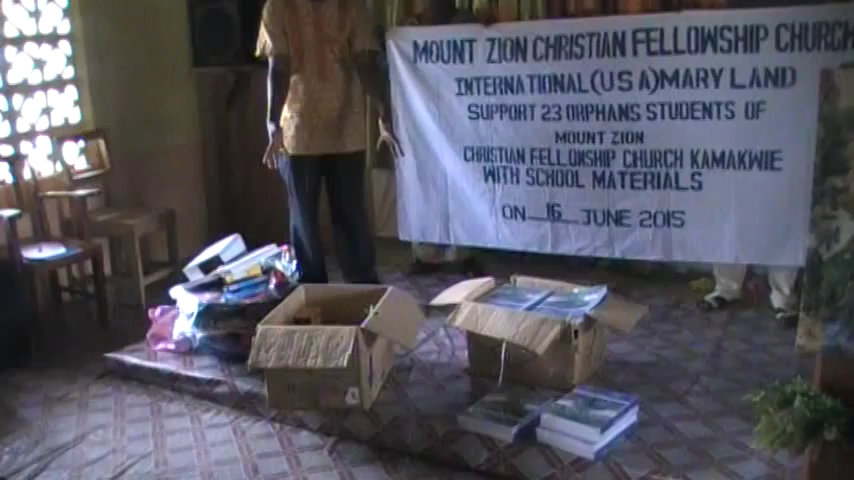 MOUNT ZION CHRISTIAN FELLOWSHIP CHURCH
INTERNATIONAL (USA) MARY LAND
SUPPORT 23 ORPHANS STUDENTS OF
MOUNT ZION
CHRISTIAN FELLOWSHIP CHURCH KAMAKWIE
WITH SCHOOL MATERIALS
ON 16 JUNE 2015